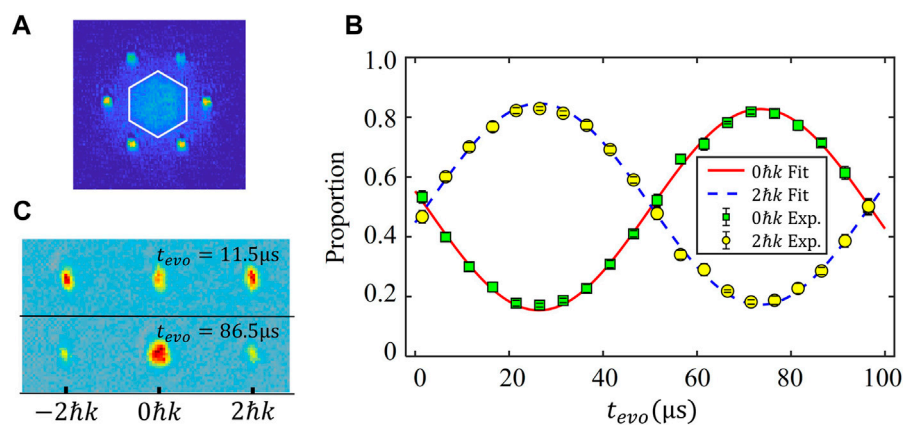 A
B
C
t_evo = 11.5μs
t_evo = 86.5μs
−2ħk 0ħk 2ħk
Proportion
1.0
0.8
0.6
0.4
0.2
0
0ħk Fit
2ħk Fit
0ħk Exp.
2ħk Exp.
0 20 40 60 80 100
t_evo(μs)